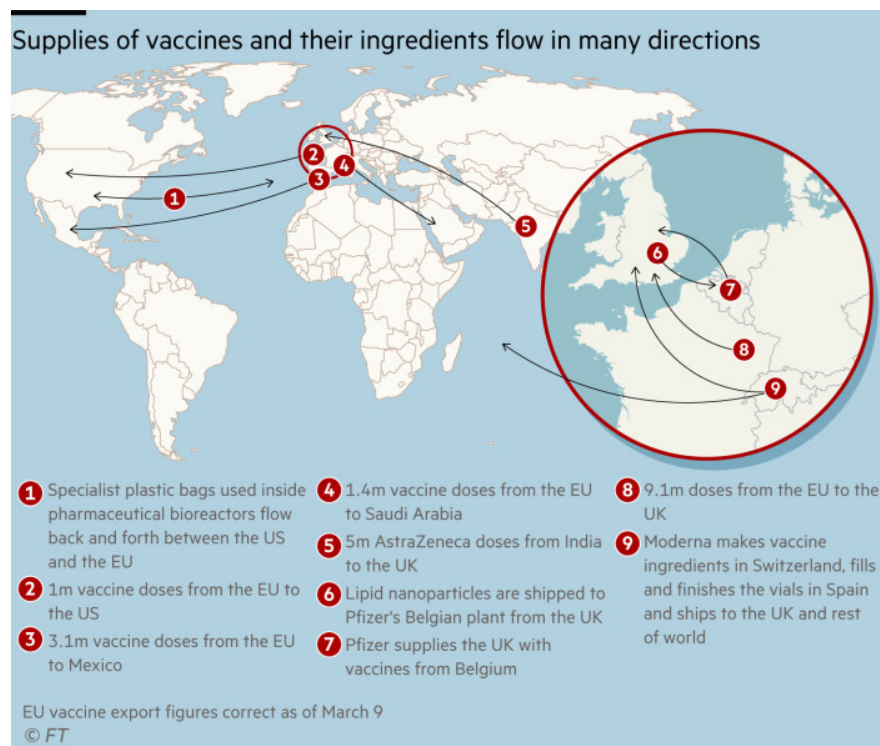 Supplies of vaccines and their ingredients flow in many directions
2
4
3
1
5
6
7
8
9
1 Specialist plastic bags used inside
pharmaceutical bioreactors flow
back and forth between the US
and the EU
2 1m vaccine doses from the EU to
the US
3 3.1m vaccine doses from the EU
to Mexico
4 1.4m vaccine doses from the EU
to Saudi Arabia
5 5m AstraZeneca doses from India
to the UK
6 Lipid nanoparticles are shipped to
Pfizer's Belgian plant from the UK
7 Pfizer supplies the UK with
vaccines from Belgium
8 9.1m doses from the EU to the
UK
9 Moderna makes vaccine
ingredients in Switzerland, fills
and finishes the vials in Spain
and ships to the UK and rest
of world
EU vaccine export figures correct as of March 9
© FT